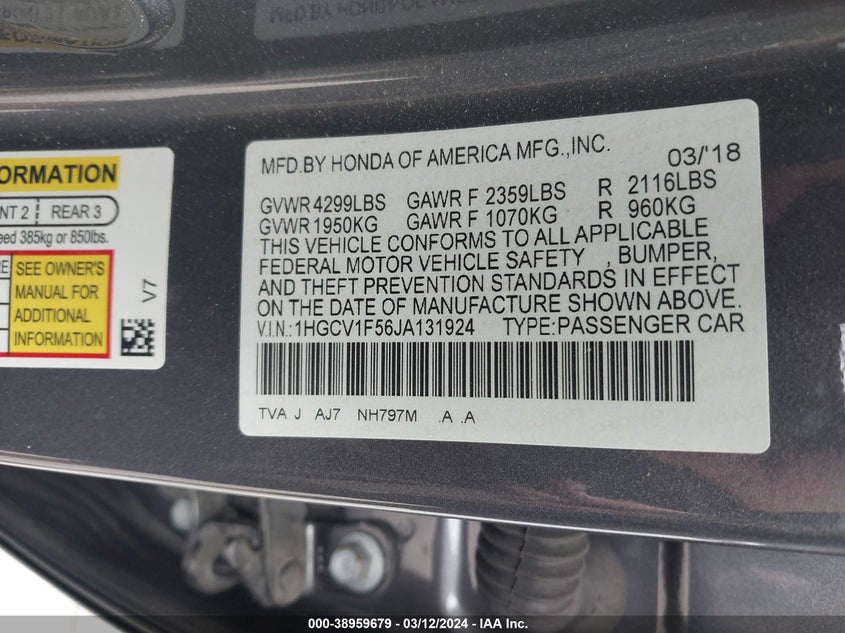 MFD.BY HONDA OF AMERICA MFG.,INC. 03/'18
GVWR 4299LBS GAWR F 2359LBS R 2116LBS
GVWR 1950KG GAWR F 1070KG R 960KG
THIS VEHICLE CONFORMS TO ALL APPLICABLE
FEDERAL MOTOR VEHICLE SAFETY , BUMPER,
AND THEFT PREVENTION STANDARDS IN EFFECT
ON THE DATE OF MANUFACTURE SHOWN ABOVE.
V.I.N.:1HGCV1F56JA131924 TYPE:PASSENGER CAR
TVA J AJ7 NH797M .A .A
ORMATION
NT 2 REAR 3
eed 385kg or 850lbs.
RE
SEE OWNER'S
MANUAL FOR
ADDITIONAL
INFORMATION
V7
000-38959679 - 03/12/2024 - IAA Inc.